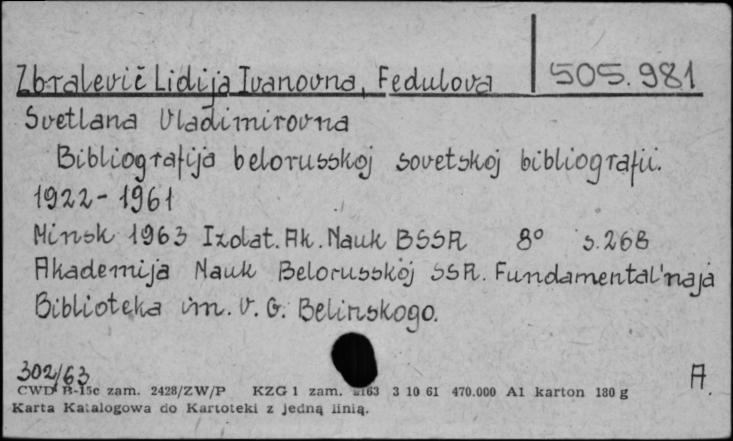 Zbralevič Lidija Ivanovna, Fedulova 505.981
Svetlana Vladimirovna
Bibliografija belorusskoj sovetskoj bibliografii.
1922-1961
Minsk 1963 Izolat. Ak. Nauk BSSR 8° s.268
Akademija Nauk Belorusskoj SSR. Fundamental'naja
Biblioteka im. V. G. Belinskogo.
302/63 A.
CWD B-15c zam. 2428/ZW/P KZG 1 zam. 3 10 61 470.000 A1 karton 180 g
Karta Katalogowa do Kartoteki z jedną linią.